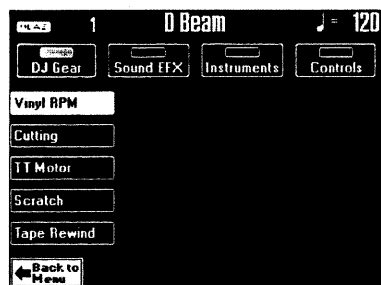 1 D Beam ♩= 120
DJ Gear Sound EFX Instruments Controls
Vinyl RPM
Cutting
TT Motor
Scratch
Tape Rewind
Back to
Menu